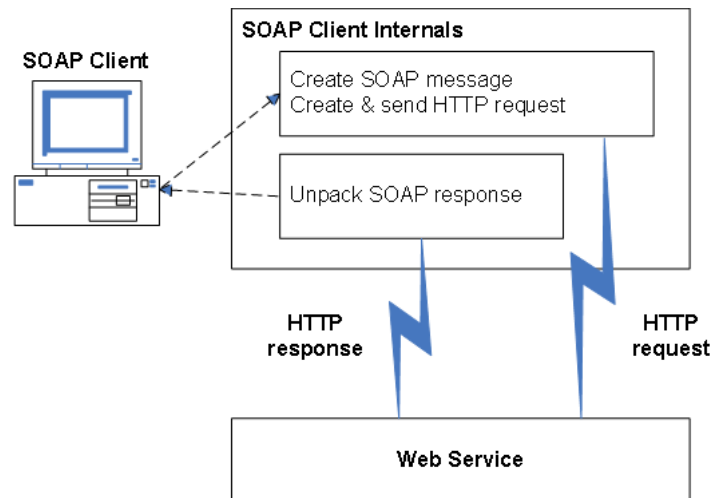 SOAP Client Internals
SOAP Client
Create SOAP message
Create & send HTTP request
Unpack SOAP response
HTTP
response
HTTP
request
Web Service